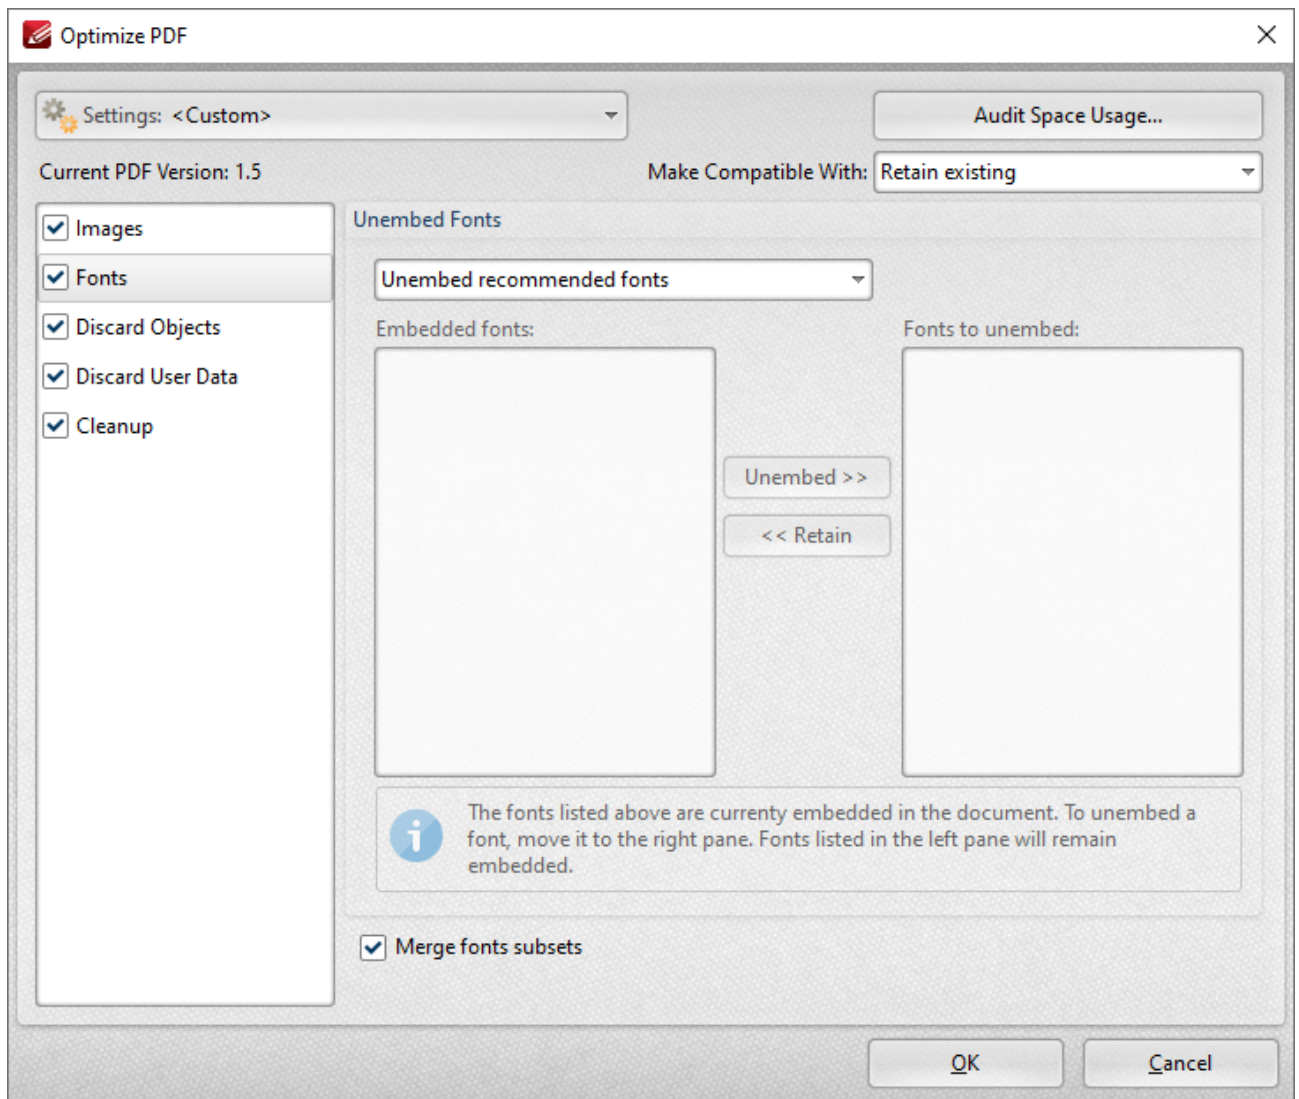 Optimize PDF
Settings: <Custom>
Audit Space Usage...
Current PDF Version: 1.5
Make Compatible With: Retain existing
Images
Fonts
Discard Objects
Discard User Data
Cleanup
Unembed Fonts
Unembed recommended fonts
Embedded fonts:
Fonts to unembed:
Unembed >>
<< Retain
The fonts listed above are currenty embedded in the document. To unembed a
font, move it to the right pane. Fonts listed in the left pane will remain
embedded.
Merge fonts subsets
OK
Cancel